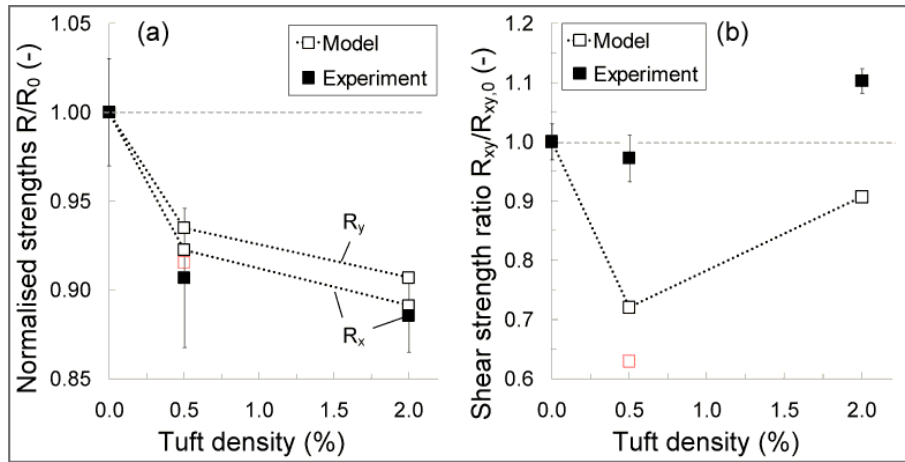 (a)
Model
Experiment
1.05
1.00
0.95
0.90
0.85
Normalised strengths R/R0 (-)
Ry
Rx
0.0 0.5 1.0 1.5 2.0
Tuft density (%)
(b)
Model
Experiment
1.2
1.1
1.0
0.9
0.8
0.7
0.6
Shear strength ratio Rxy/Rxy,0 (-)
0.0 0.5 1.0 1.5 2.0
Tuft density (%)